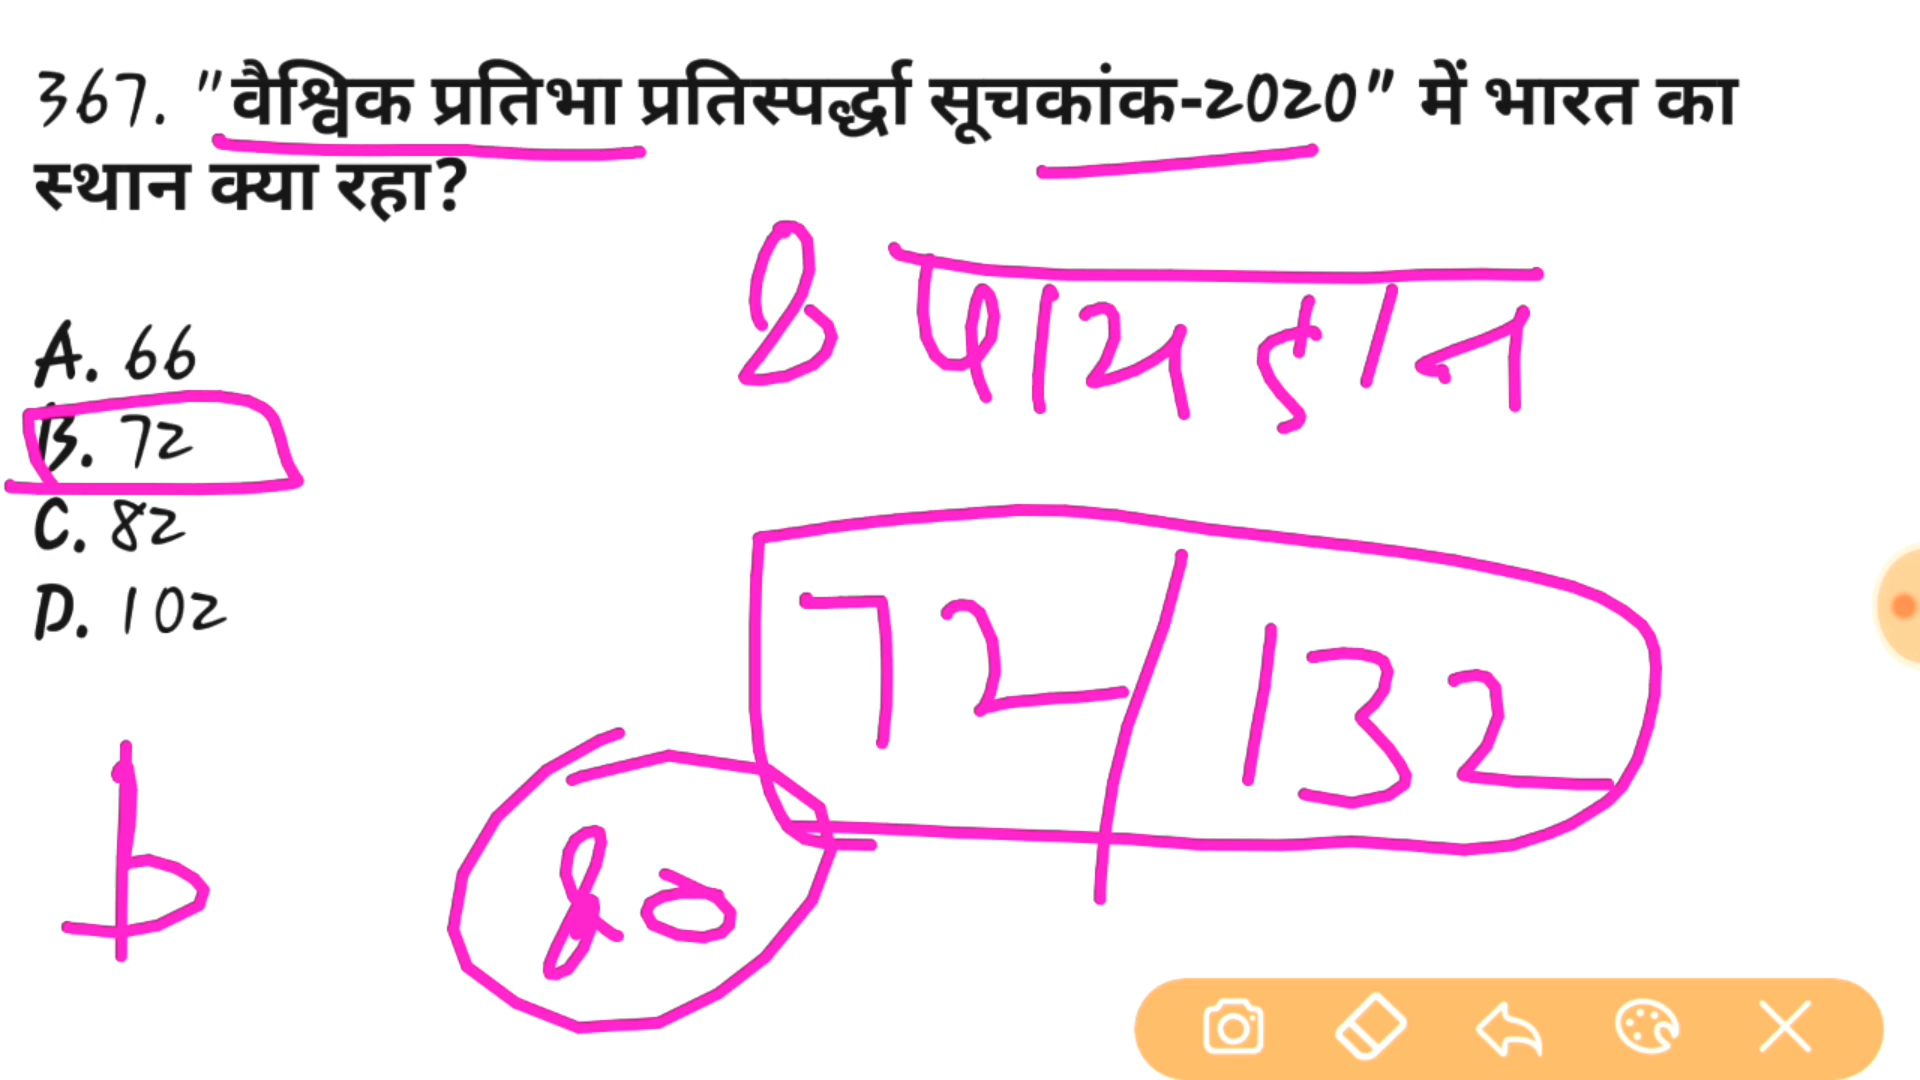 367. "वैश्विक प्रतिभा प्रतिस्पर्द्धा सूचकांक-2020" में भारत का
स्थान क्या रहा?
8 पायदान
A. 66
B. 72
C. 82
D. 102
72/132
b
80